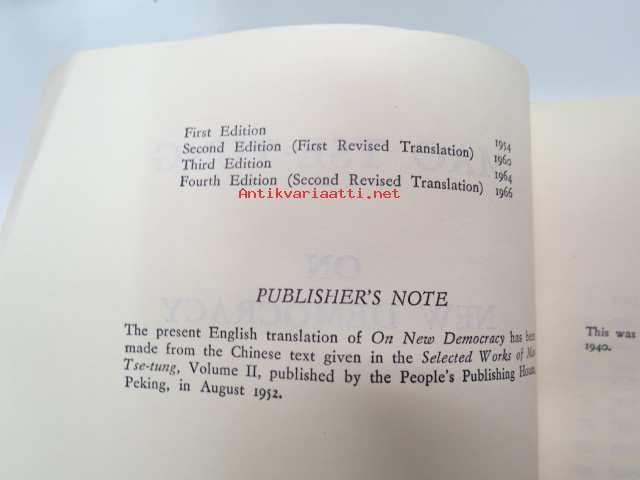 First Edition 1954
Second Edition (First Revised Translation) 1960
Third Edition 1964
Fourth Edition (Second Revised Translation) 1966
Antikvariaatti.net
PUBLISHER'S NOTE
The present English translation of On New Democracy has been
made from the Chinese text given in the Selected Works of Mao
Tse-tung, Volume II, published by the People's Publishing House,
Peking, in August 1952.
This was
1940.